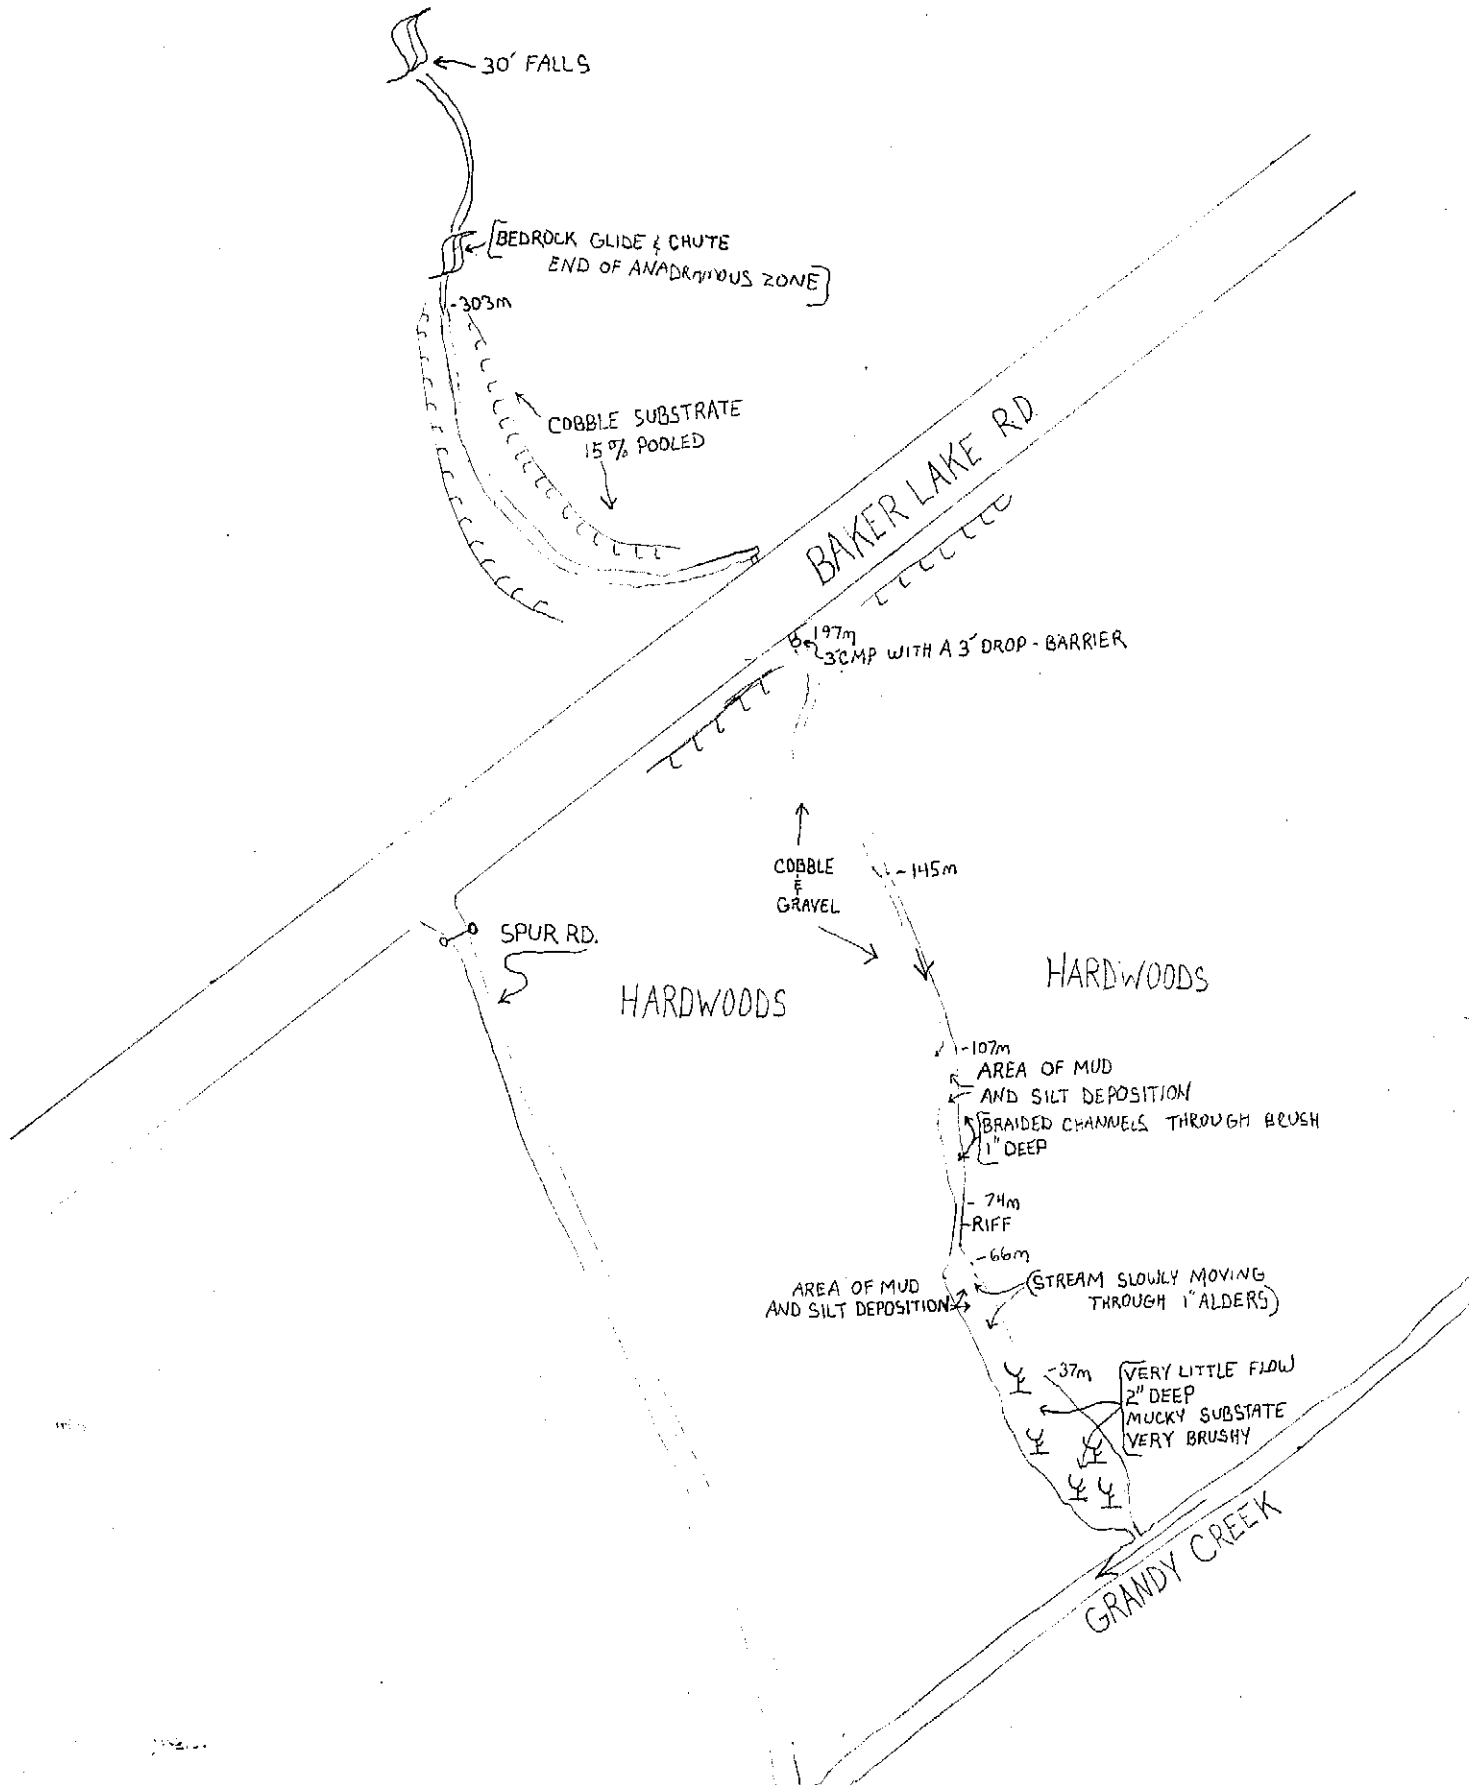 30' FALLS
BEDROCK GLIDE & CHUTE
END OF ANADRAMOUS ZONE
-303m
COBBLE SUBSTRATE
15% POOLED
BAKER LAKE RD.
197m
3'CMP WITH A 3' DROP - BARRIER
COBBLE
&
GRAVEL
-145m
SPUR RD.
HARDWOODS
HARDWOODS
-107m
AREA OF MUD
AND SILT DEPOSITION
BRAIDED CHANNELS THROUGH BRUSH
1" DEEP
- 74m
-RIFF
-66m
AREA OF MUD
AND SILT DEPOSITION
(STREAM SLOWLY MOVING
THROUGH 1" ALDERS)
-37m
VERY LITTLE FLOW
2" DEEP
MUCKY SUBSTATE
VERY BRUSHY
GRANDY CREEK